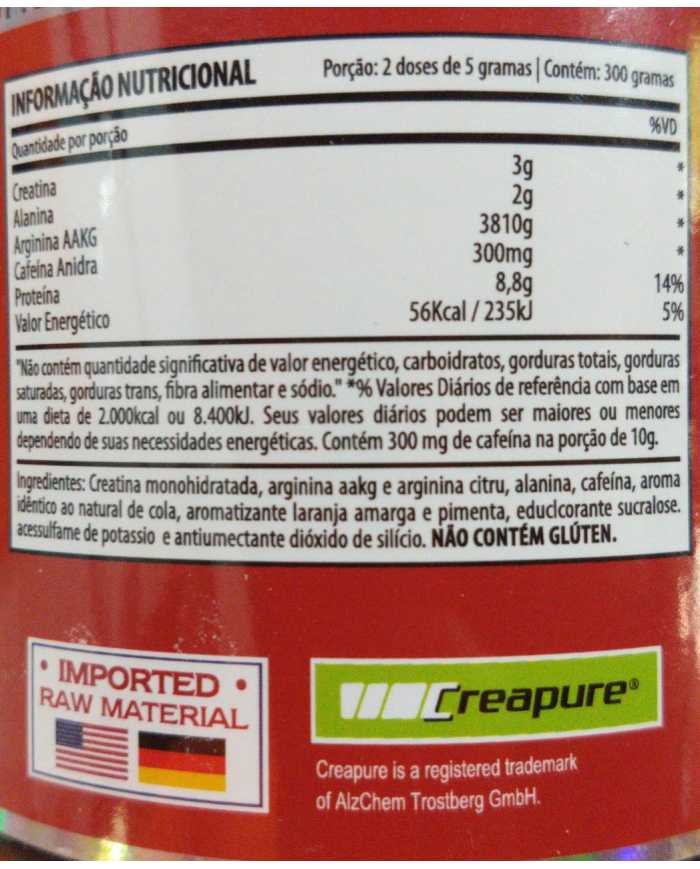 INFORMAÇÃO NUTRICIONAL
Porção: 2 doses de 5 gramas | Contém: 300 gramas
Quantidade por porção %VD
Creatina 3g *
Alanina 2g *
Arginina AAKG 3810g *
Cafeína Anidra 300mg *
Proteína 8,8g 14%
Valor Energético 56Kcal / 235kJ 5%
"Não contém quantidade significativa de valor energético, carboidratos, gorduras totais, gorduras
saturadas, gorduras trans, fibra alimentar e sódio." *% Valores Diários de referência com base em
uma dieta de 2.000kcal ou 8.400kJ. Seus valores diários podem ser maiores ou menores
dependendo de suas necessidades energéticas. Contém 300 mg de cafeína na porção de 10g.
Ingredientes: Creatina monohidratada, arginina aakg e arginina citru, alanina, cafeína, aroma
idêntico ao natural de cola, aromatizante laranja amarga e pimenta, educlcorante sucralose.
acessulfame de potassio e antiumectante dióxido de silício. NÃO CONTÉM GLÚTEN.
• IMPORTED •
RAW MATERIAL
Creapure®
Creapure is a registered trademark
of AlzChem Trostberg GmbH.